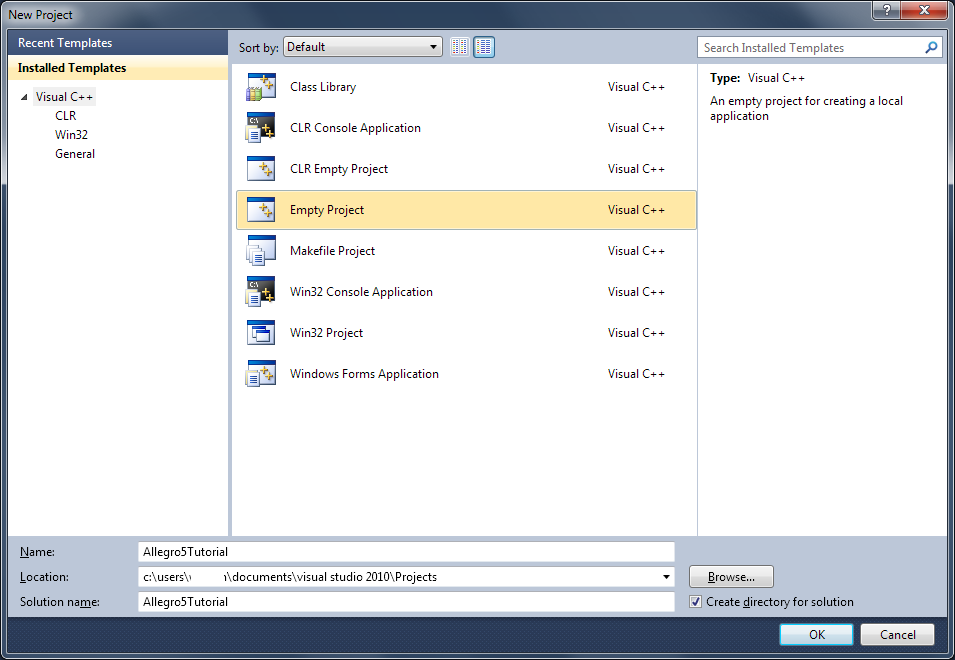 New Project
?
Recent Templates
Installed Templates
Visual C++
CLR
Win32
General
Sort by: Default
Search Installed Templates
Class Library Visual C++
CLR Console Application Visual C++
CLR Empty Project Visual C++
Empty Project Visual C++
Makefile Project Visual C++
Win32 Console Application Visual C++
Win32 Project Visual C++
Windows Forms Application Visual C++
Type: Visual C++
An empty project for creating a local
application
Name: Allegro5Tutorial
Location: c:\users\ \documents\visual studio 2010\Projects Browse...
Solution name: Allegro5Tutorial Create directory for solution
OK Cancel